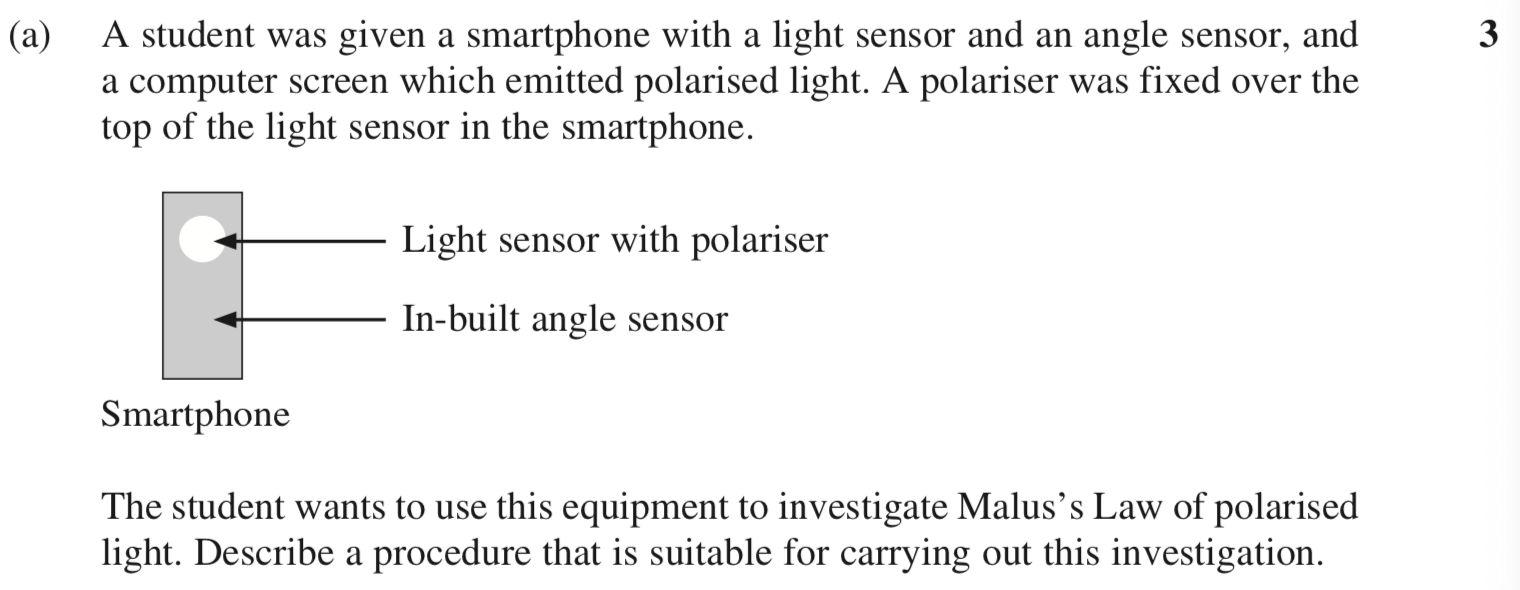 (a) A student was given a smartphone with a light sensor and an angle sensor, and 3
a computer screen which emitted polarised light. A polariser was fixed over the
top of the light sensor in the smartphone.
Light sensor with polariser
In-built angle sensor
Smartphone
The student wants to use this equipment to investigate Malus’s Law of polarised
light. Describe a procedure that is suitable for carrying out this investigation.